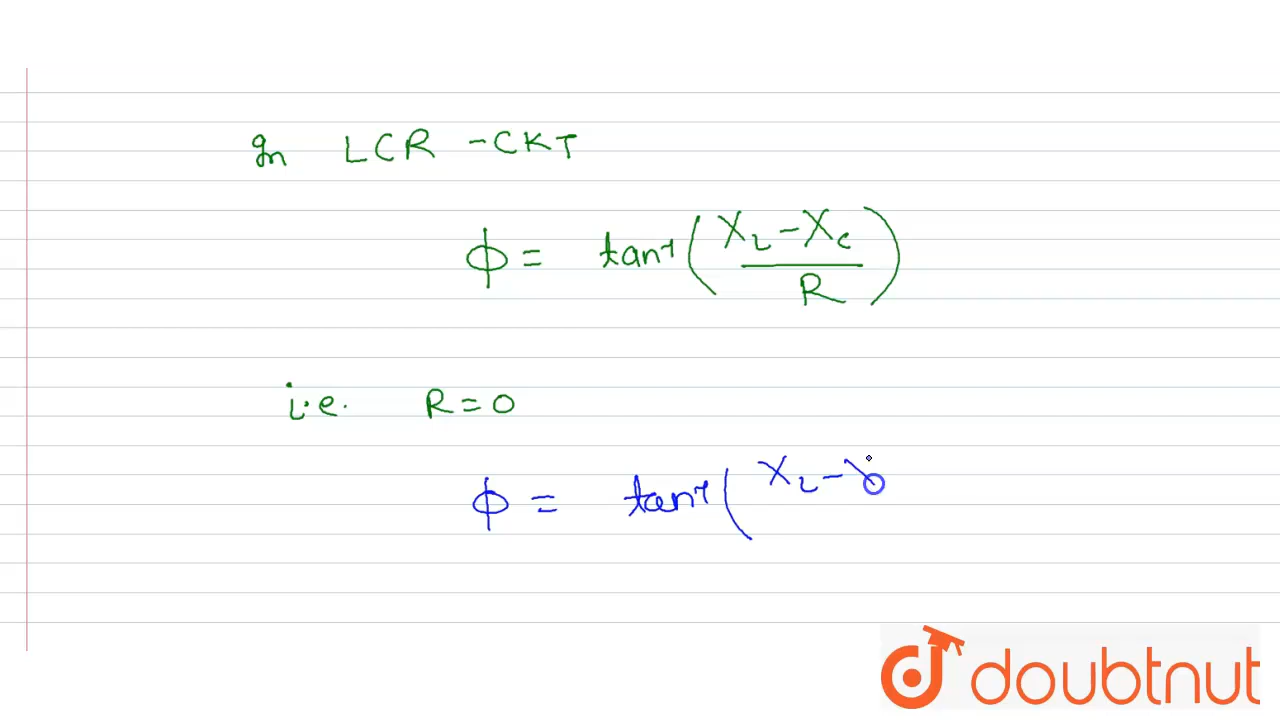 In LCR - CKT
ϕ = tan⁻¹ ( X_L - X_C / R )
i.e. R = 0
ϕ = tan⁻¹ ( X_L - X
doubtnut